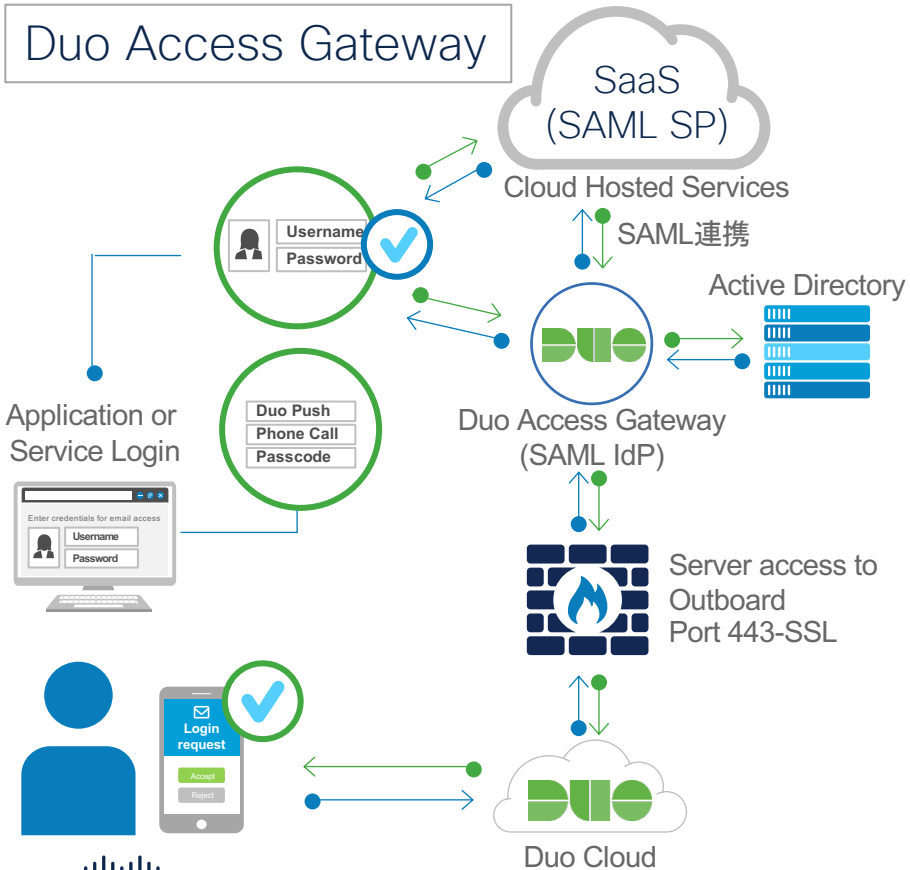 Duo Access Gateway
SaaS
(SAML SP)
Cloud Hosted Services
SAML連携
Username
Password
Active Directory
DUO
Duo Access Gateway
(SAML IdP)
Duo Push
Phone Call
Passcode
Application or
Service Login
Enter credentials for email access
Username
Password
Server access to
Outboard
Port 443-SSL
Login
request
Accept
Reject
DUO
Duo Cloud